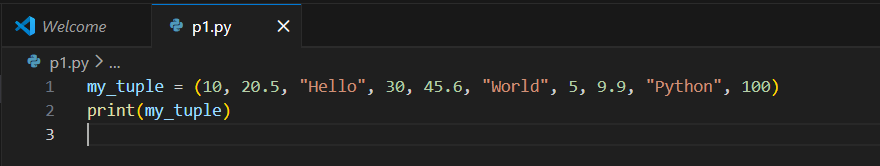 Welcome p1.py
p1.py > ...
1 my_tuple = (10, 20.5, "Hello", 30, 45.6, "World", 5, 9.9, "Python", 100)
2 print(my_tuple)
3